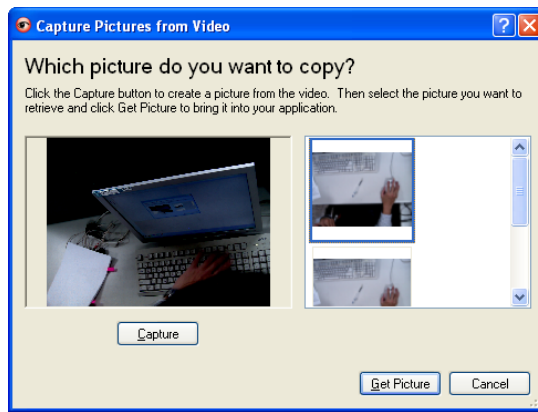 Capture Pictures from Video
Which picture do you want to copy?
Click the Capture button to create a picture from the video. Then select the picture you want to
retrieve and click Get Picture to bring it into your application.
Capture
Get Picture
Cancel